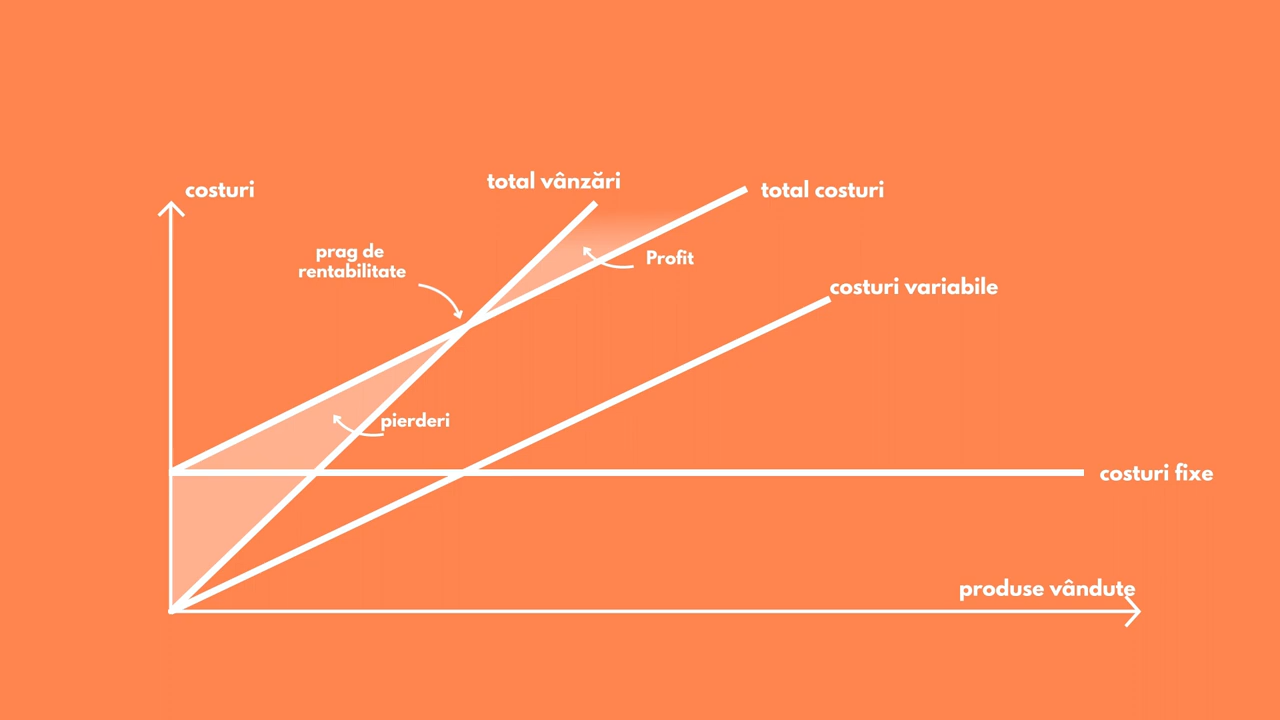 total vânzări
costuri
total costuri
prag de
rentabilitate
Profit
costuri variabile
pierderi
costuri fixe
produse vândute